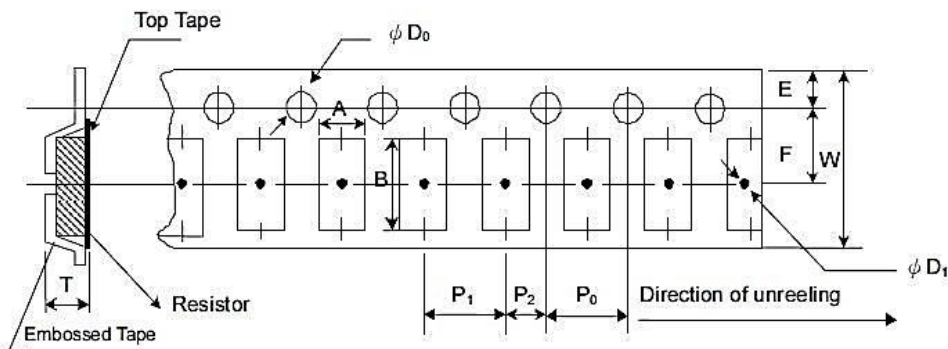 Top Tape
ϕ D₀
E
A
F
W
B
ϕ D₁
T
Resistor
P₁
P₂
P₀
Direction of unreeling
Embossed Tape